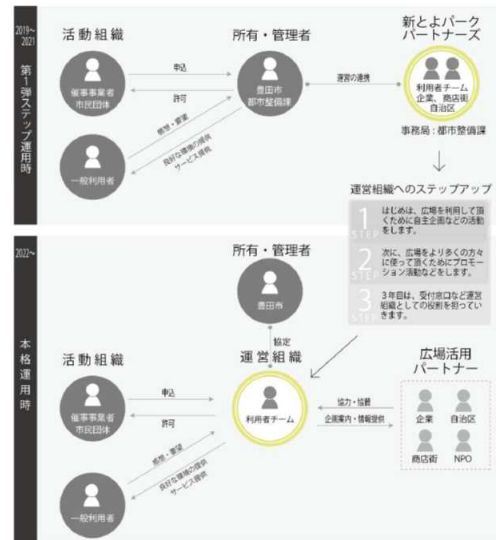 2019~
2021
第1弾ステップ運用時
活動組織
所有・管理者
新とよパーク
パートナーズ
催事事業者
市民団体
申込
許可
豊田市
都市整備課
運営の連携
利用者チーム
企業、商店街
自治区
事務局：都市整備課
感想・要望
良好な環境の提供
サービス提供
一般利用者
運営組織へのステップアップ
1
STEP
はじめは、広場を利用して頂
くために自主企画などの活動
をします。
2
STEP
次に、広場をより多くの方々
に使って頂くためにプロモー
ション活動などをします。
3
STEP
3年目は、受付窓口など運営
組織としての役割を担ってい
きます。
2022~
本格運用時
所有・管理者
豊田市
協定
活動組織
運営組織
広場活用
パートナー
催事事業者
市民団体
申込
許可
利用者チーム
協力・協賛
企画案内・情報提供
企業
自治区
商店街
NPO
感想・要望
良好な環境の提供
サービス提供
一般利用者